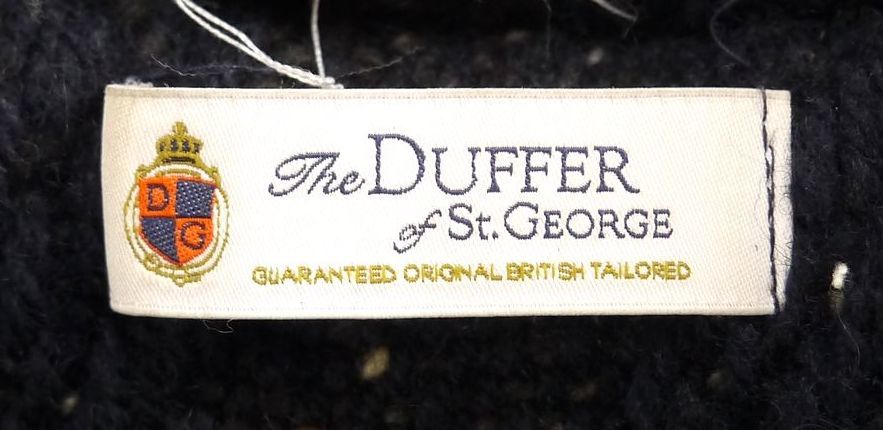 D
G
The DUFFER
of St. GEORGE
GUARANTEED ORIGINAL BRITISH TAILORED